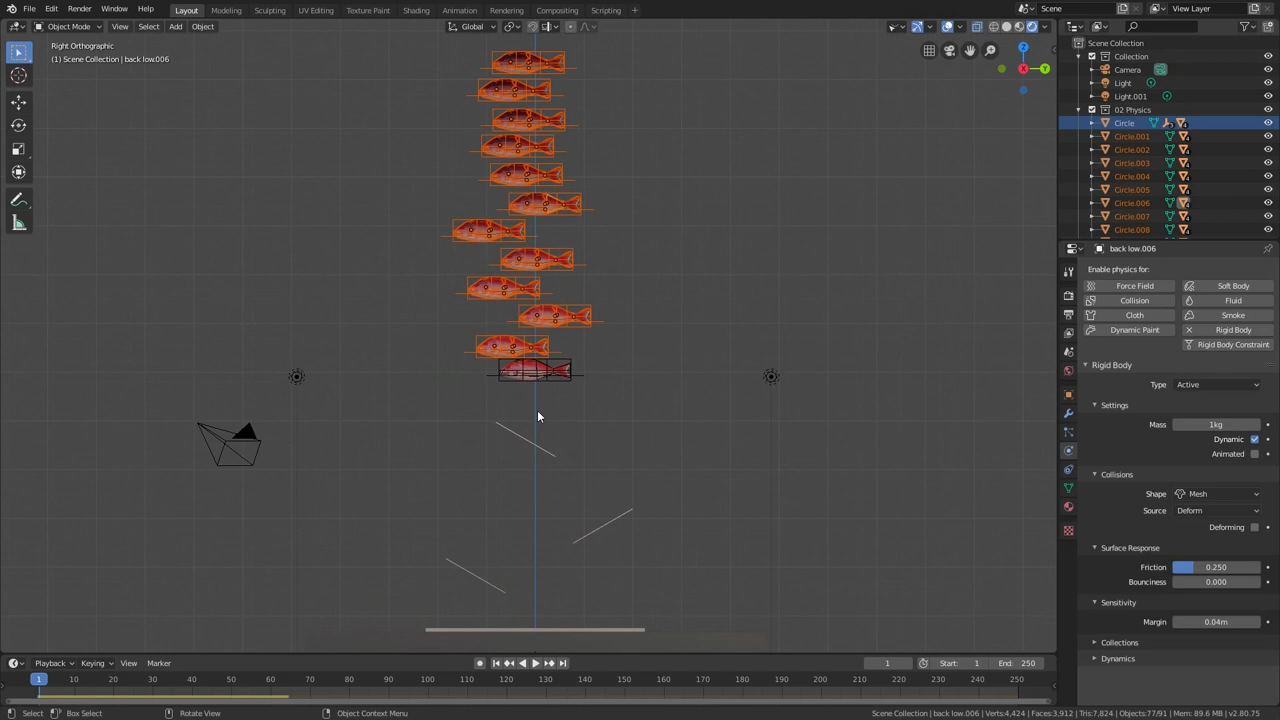 File Edit Render Window Help Layout Modeling Sculpting UV Editing Texture Paint Shading Animation Rendering Compositing Scripting + Scene View Layer
Object Mode View Select Add Object Global
Right Orthographic
(1) Scene Collection | back low.006
Z
X
Y
Scene Collection
Collection
Camera
Light
Light.001
02 Physics
Circle
Circle.001
Circle.002
Circle.003
Circle.004
Circle.005
Circle.006
Circle.007
Circle.008
back low.006
Enable physics for:
Force Field Soft Body
Collision Fluid
Cloth Smoke
Dynamic Paint Rigid Body
Rigid Body Constraint
Rigid Body
Type Active
Settings
Mass 1kg
Dynamic
Animated
Collisions
Shape Mesh
Source Deform
Deforming
Surface Response
Friction 0.250
Bounciness 0.000
Sensitivity
Margin 0.04m
Collections
Dynamics
Playback Keying View Marker 1 Start: 1 End: 250
1 10 20 30 40 50 60 70 80 90 100 110 120 130 140 150 160 170 180 190 200 210 220 230 240 250
Select Box Select Rotate View Object Context Menu Scene Collection | back low.006 | Verts:4,424 | Faces:3,912 | Tris:7,824 | Objects:77/91 | Mem: 89.6 MB | v2.80.75